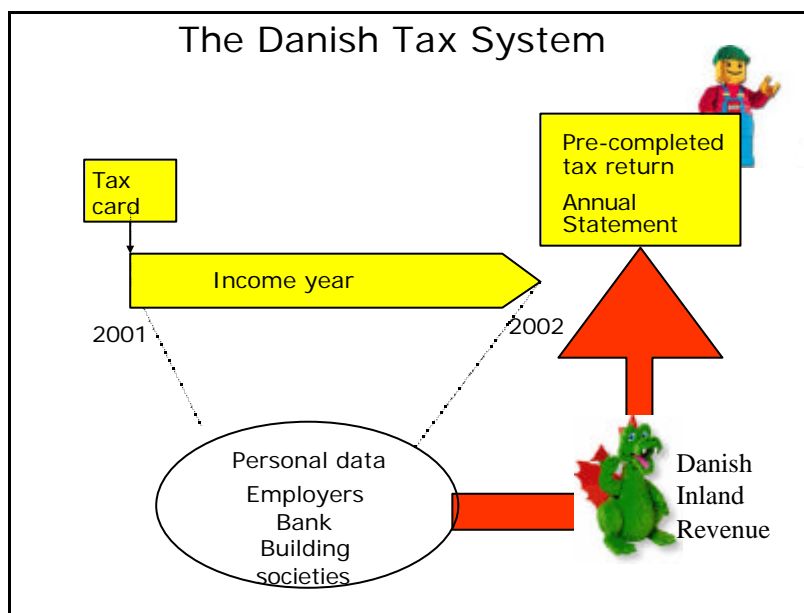 The Danish Tax System
Tax
card
Pre-completed
tax return
Annual
Statement
Income year
2001
2002
Personal data
Employers
Bank
Building
societies
Danish
Inland
Revenue